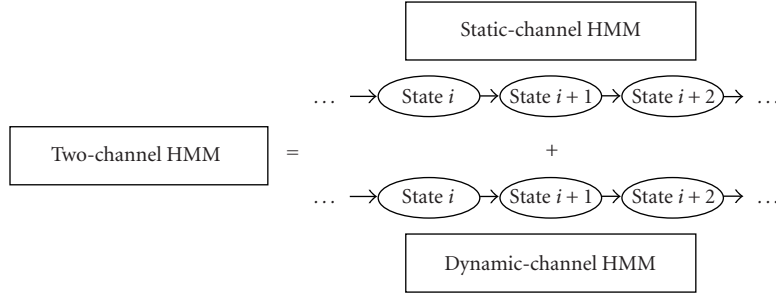 Static-channel HMM
... State i State i + 1 State i + 2 ...
Two-channel HMM = +
... State i State i + 1 State i + 2 ...
Dynamic-channel HMM